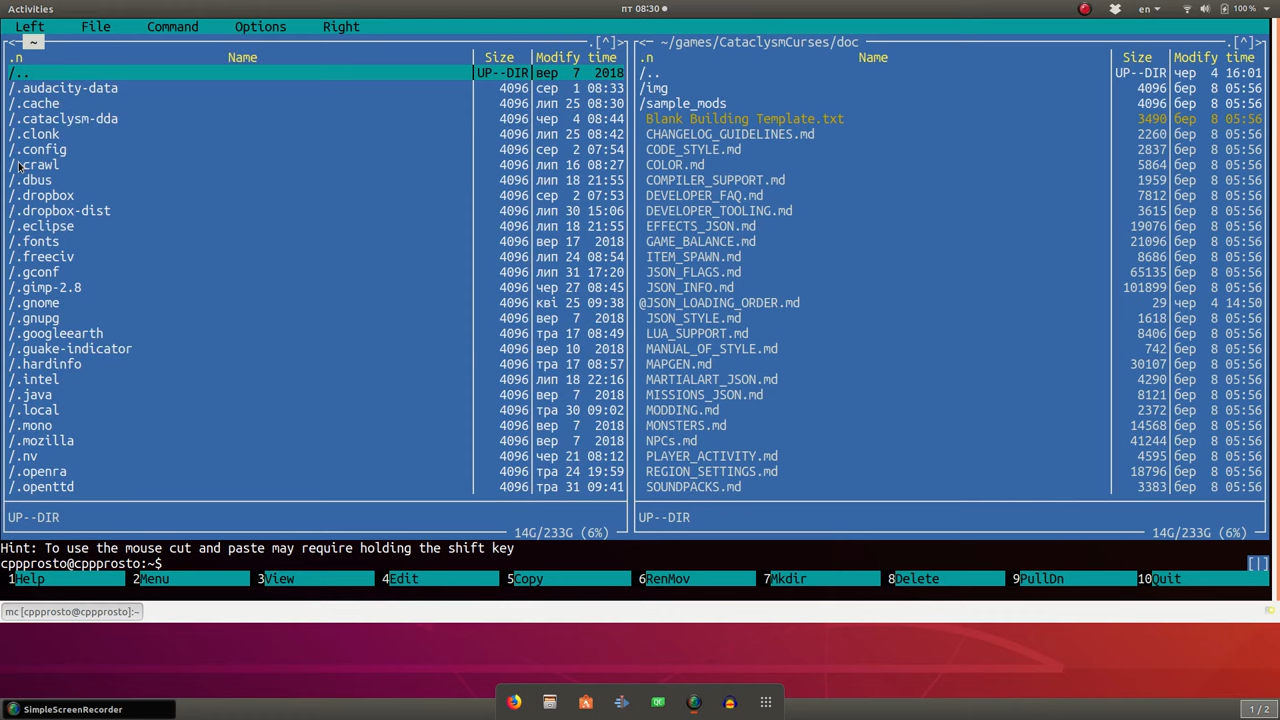 Activities
пт 08:30
en
100 %
Left File Command Options Right
<─ ~ .[^]>
.n Name Size Modify time
/.. UP--DIR вер 7 2018
/.audacity-data 4096 сер 1 08:33
/.cache 4096 лип 25 08:30
/.cataclysm-dda 4096 чер 4 08:44
/.clonk 4096 лип 25 08:42
/.config 4096 сер 2 07:54
/.crawl 4096 лип 16 08:27
/.dbus 4096 лип 18 21:55
/.dropbox 4096 сер 2 07:53
/.dropbox-dist 4096 лип 30 15:06
/.eclipse 4096 лип 18 21:55
/.fonts 4096 вер 17 2018
/.freeciv 4096 лип 24 08:54
/.gconf 4096 лип 31 17:20
/.gimp-2.8 4096 чер 27 08:45
/.gnome 4096 кві 25 09:38
/.gnupg 4096 вер 7 2018
/.googleearth 4096 тра 17 08:49
/.guake-indicator 4096 вер 10 2018
/.hardinfo 4096 тра 17 08:57
/.intel 4096 лип 18 22:16
/.java 4096 вер 7 2018
/.local 4096 тра 30 09:02
/.mono 4096 вер 7 2018
/.mozilla 4096 вер 7 2018
/.nv 4096 чер 21 08:12
/.openra 4096 тра 24 19:59
/.openttd 4096 тра 31 09:41
UP--DIR
14G/233G (6%)
<─ ~/games/CataclysmCurses/doc .[^]>
.n Name Size Modify time
/.. UP--DIR чер 4 16:01
/img 4096 бер 8 05:56
/sample_mods 4096 бер 8 05:56
Blank Building Template.txt 3490 бер 8 05:56
CHANGELOG_GUIDELINES.md 2260 бер 8 05:56
CODE_STYLE.md 2837 бер 8 05:56
COLOR.md 5864 бер 8 05:56
COMPILER_SUPPORT.md 1959 бер 8 05:56
DEVELOPER_FAQ.md 7812 бер 8 05:56
DEVELOPER_TOOLING.md 3615 бер 8 05:56
EFFECTS_JSON.md 19076 бер 8 05:56
GAME_BALANCE.md 21096 бер 8 05:56
ITEM_SPAWN.md 8686 бер 8 05:56
JSON_FLAGS.md 65135 бер 8 05:56
JSON_INFO.md 101899 бер 8 05:56
@JSON_LOADING_ORDER.md 29 чер 4 14:50
JSON_STYLE.md 1618 бер 8 05:56
LUA_SUPPORT.md 8406 бер 8 05:56
MANUAL_OF_STYLE.md 742 бер 8 05:56
MAPGEN.md 30107 бер 8 05:56
MARTIALART_JSON.md 4290 бер 8 05:56
MISSIONS_JSON.md 8121 бер 8 05:56
MODDING.md 2372 бер 8 05:56
MONSTERS.md 14568 бер 8 05:56
NPCs.md 41244 бер 8 05:56
PLAYER_ACTIVITY.md 4595 бер 8 05:56
REGION_SETTINGS.md 18796 бер 8 05:56
SOUNDPACKS.md 3383 бер 8 05:56
UP--DIR
14G/233G (6%)
Hint: To use the mouse cut and paste may require holding the shift key
cppprosto@cppprosto:~$ [^]
1Help 2Menu 3View 4Edit 5Copy 6RenMov 7Mkdir 8Delete 9PullDn 10Quit
mc [cppprosto@cppprosto]:~
SimpleScreenRecorder
1 / 2